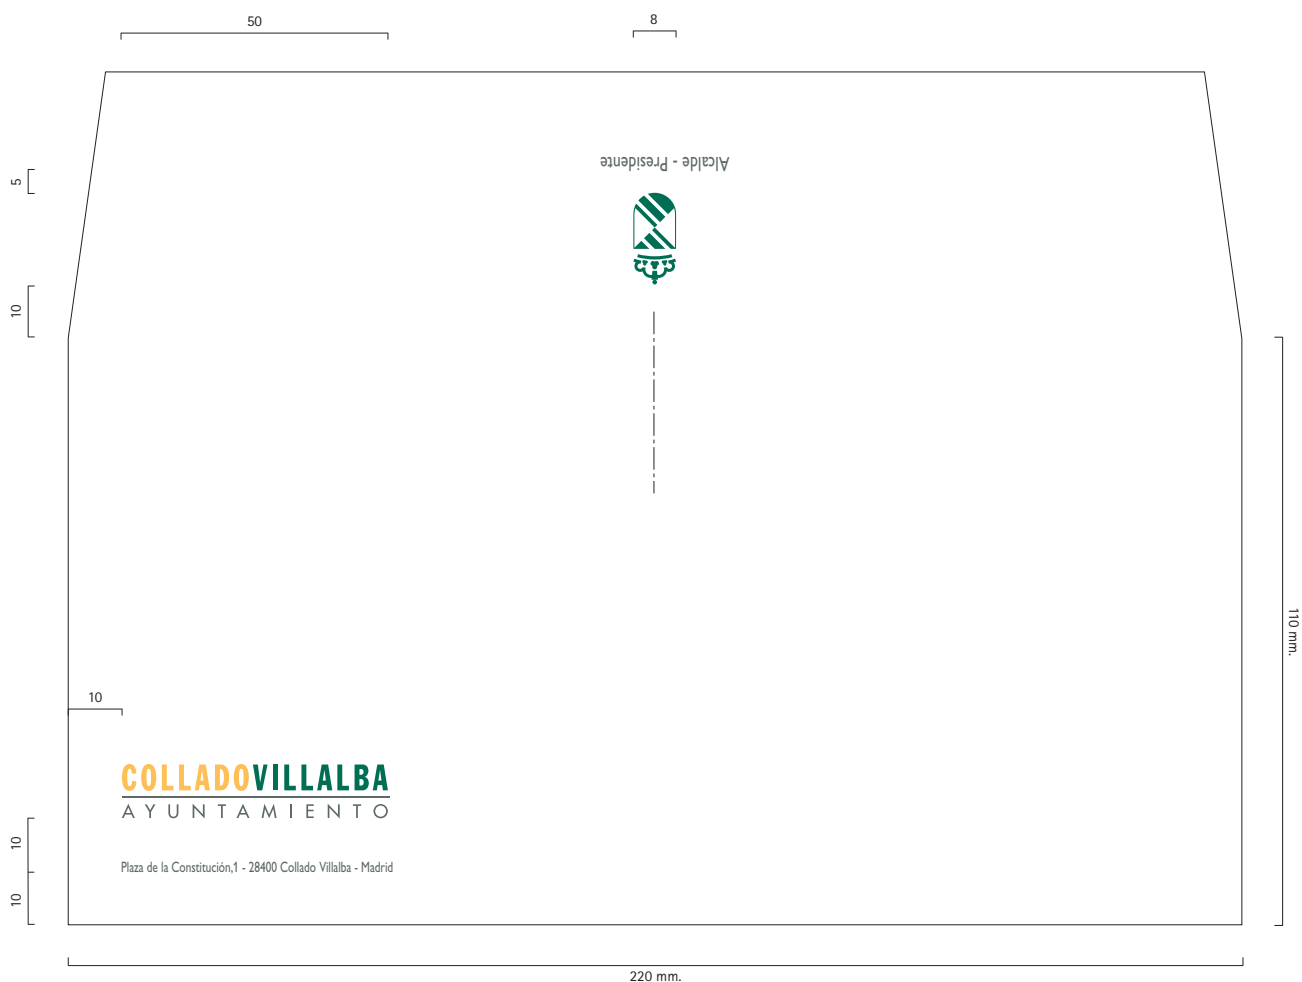 50
8
Alcalde - Presidente
5
10
110 mm.
10
COLLADOVILLALBA
AYUNTAMIENTO
10
Plaza de la Constitución,1 - 28400 Collado Villalba - Madrid
10
220 mm.